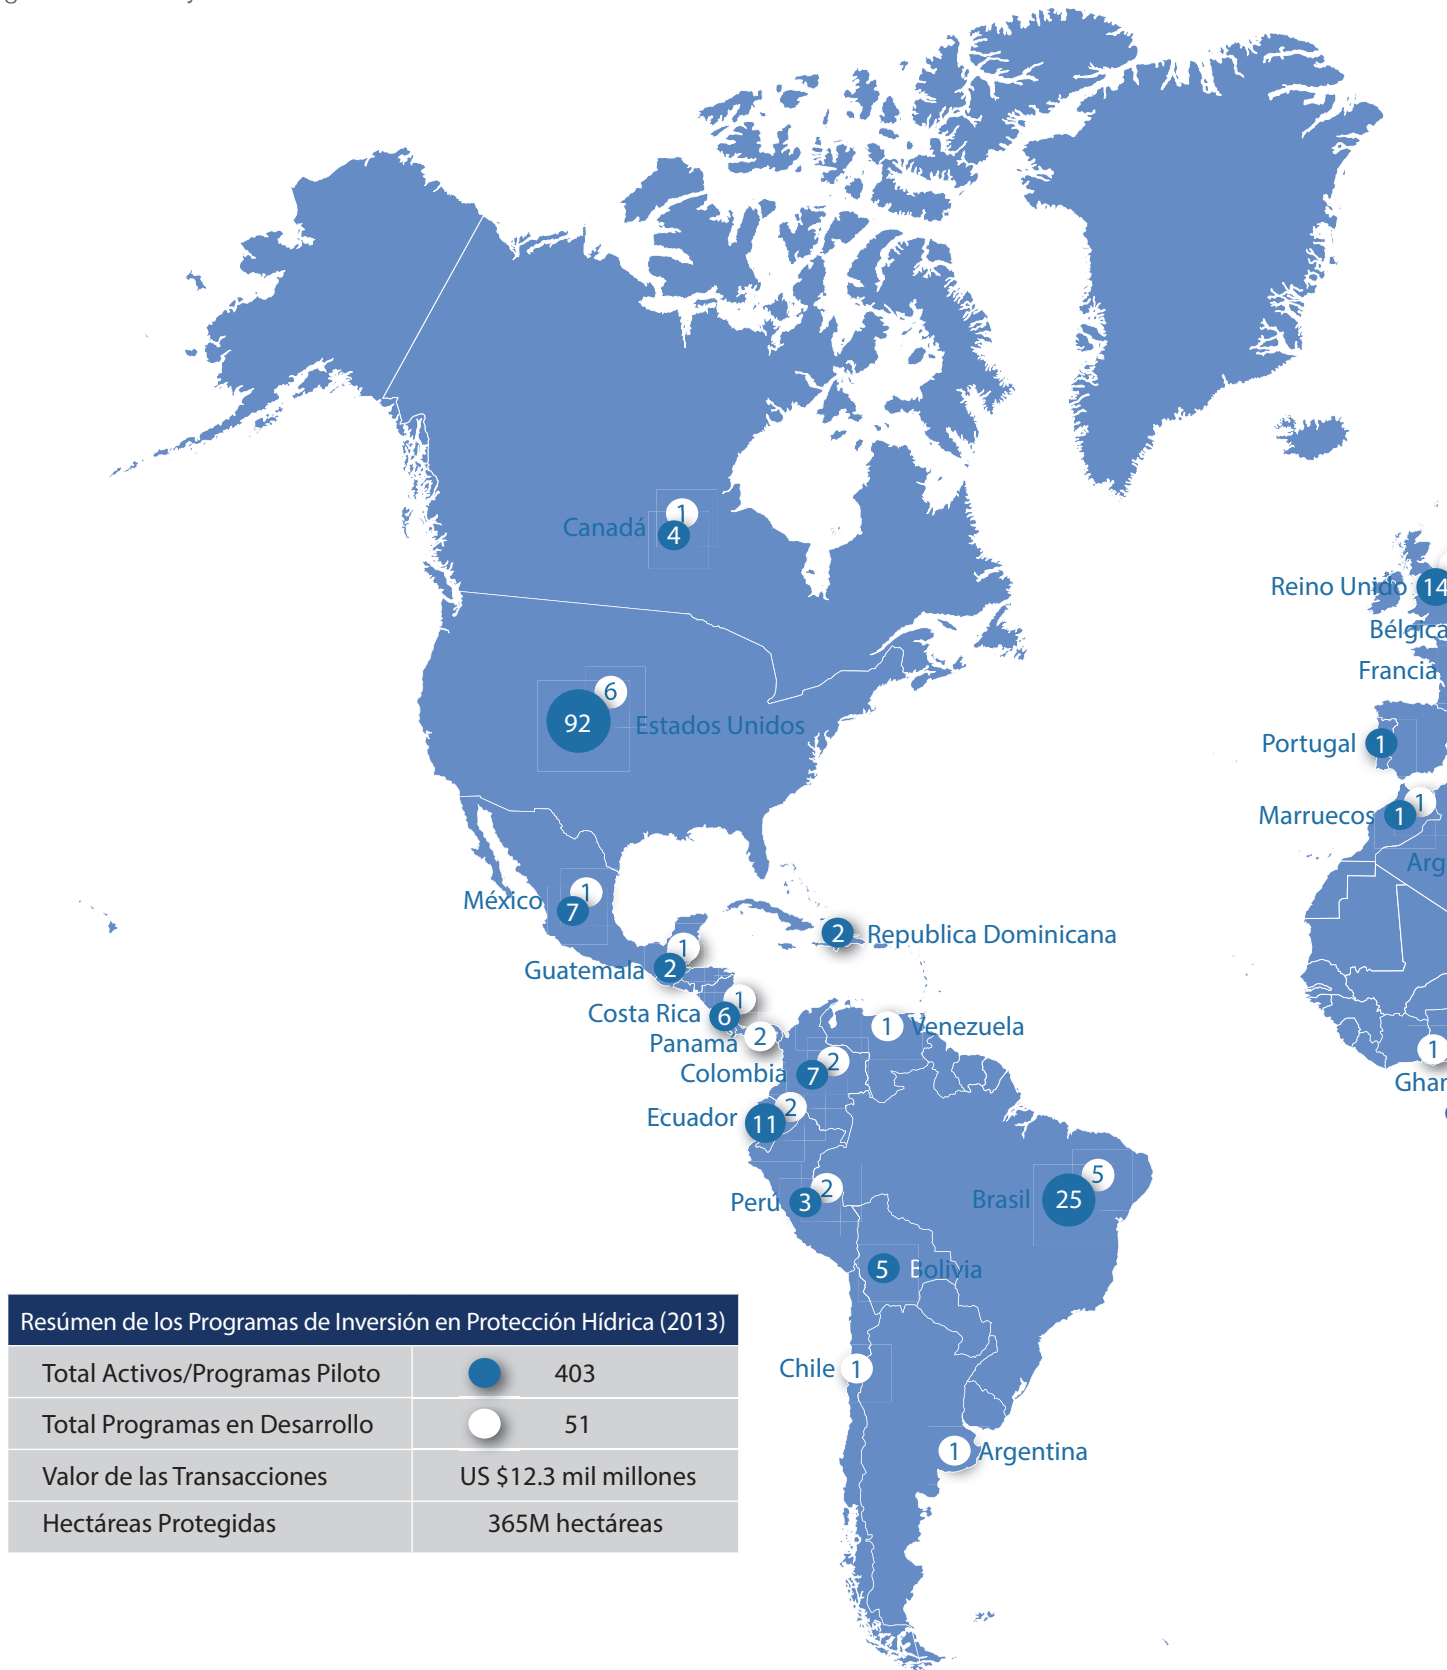 1
Canadá
4
Reino Unido
14
Bélgica
Francia
6
92
Estados Unidos
Portugal
1
1
Marruecos
1
Arg
1
México
7
2
Republica Dominicana
1
Guatemala
2
1
Costa Rica
6
1
Venezuela
Panama
2
1
2
Colombia
7
Ghan
2
Ecuador
11
5
2
Perú
3
Brasil
25
5
Bolivia
Resúmen de los Programas de Inversión en Protección Hídrica (2013)
Total Activos/Programas Piloto
403
Chile
1
Total Programas en Desarrollo
51
1
Argentina
Valor de las Transacciones
US $12.3 mil millones
Hectáreas Protegidas
365M hectáreas